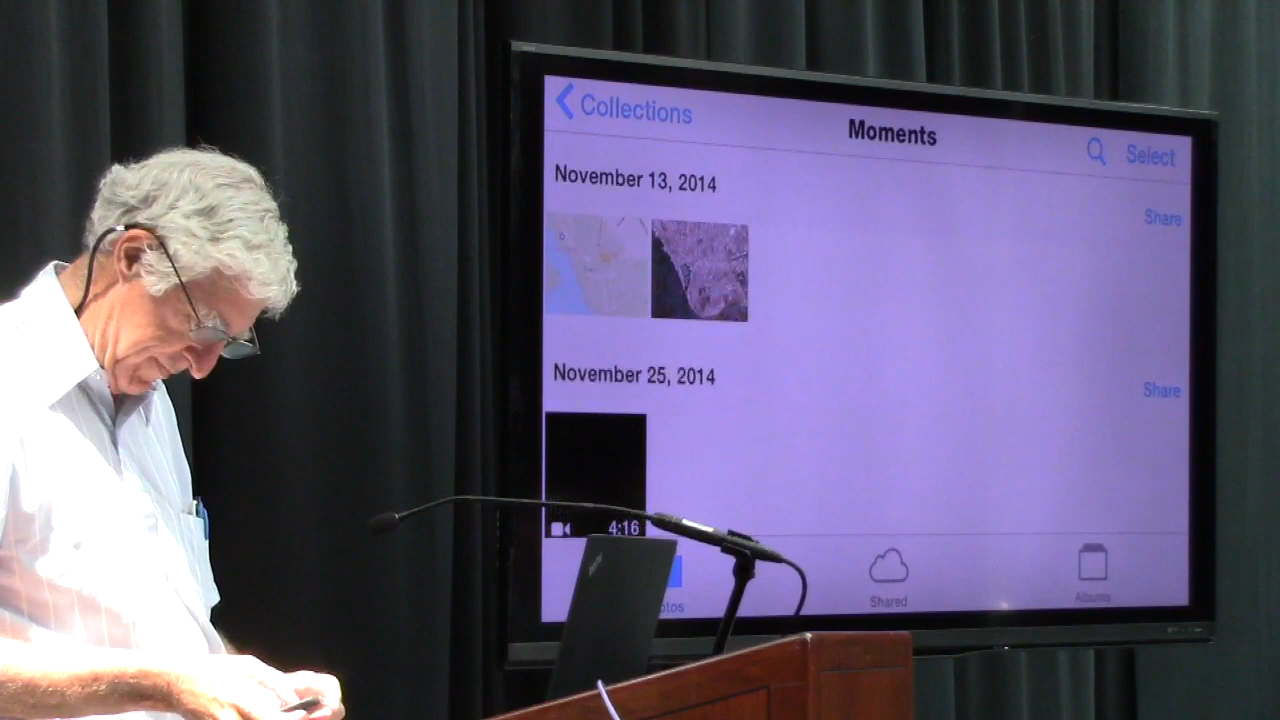 Collections
Moments
Select
November 13, 2014
Share
November 25, 2014
Share
4:16
Shared
Albums